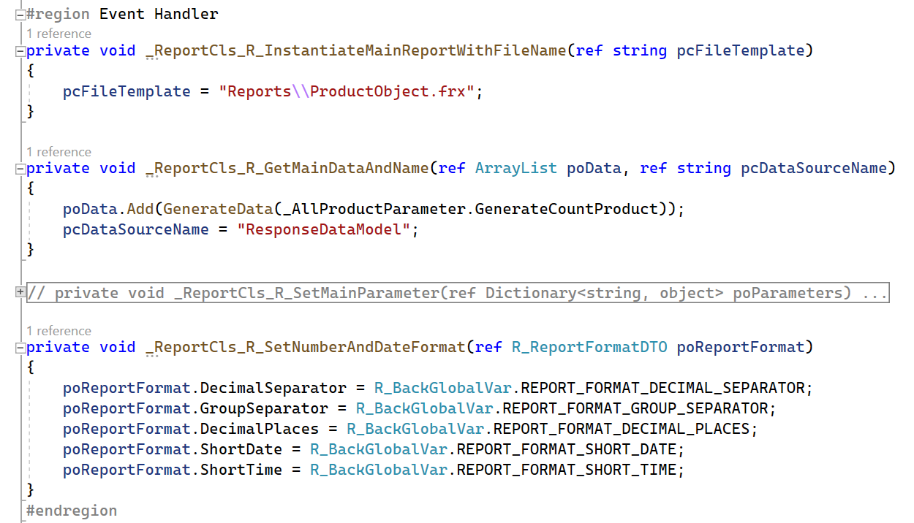 #region Event Handler
1 reference
private void _ReportCls_R_InstantiateMainReportWithFileName(ref string pcFileTemplate)
{
    pcFileTemplate = "Reports\\ProductObject.frx";
}
1 reference
private void _ReportCls_R_GetMainDataAndName(ref ArrayList poData, ref string pcDataSourceName)
{
    poData.Add(GenerateData(_AllProductParameter.GenerateCountProduct));
    pcDataSourceName = "ResponseDataModel";
}
// private void _ReportCls_R_SetMainParameter(ref Dictionary<string, object> poParameters) ...
1 reference
private void _ReportCls_R_SetNumberAndDateFormat(ref R_ReportFormatDTO poReportFormat)
{
    poReportFormat.DecimalSeparator = R_BackGlobalVar.REPORT_FORMAT_DECIMAL_SEPARATOR;
    poReportFormat.GroupSeparator = R_BackGlobalVar.REPORT_FORMAT_GROUP_SEPARATOR;
    poReportFormat.DecimalPlaces = R_BackGlobalVar.REPORT_FORMAT_DECIMAL_PLACES;
    poReportFormat.ShortDate = R_BackGlobalVar.REPORT_FORMAT_SHORT_DATE;
    poReportFormat.ShortTime = R_BackGlobalVar.REPORT_FORMAT_SHORT_TIME;
}
#endregion